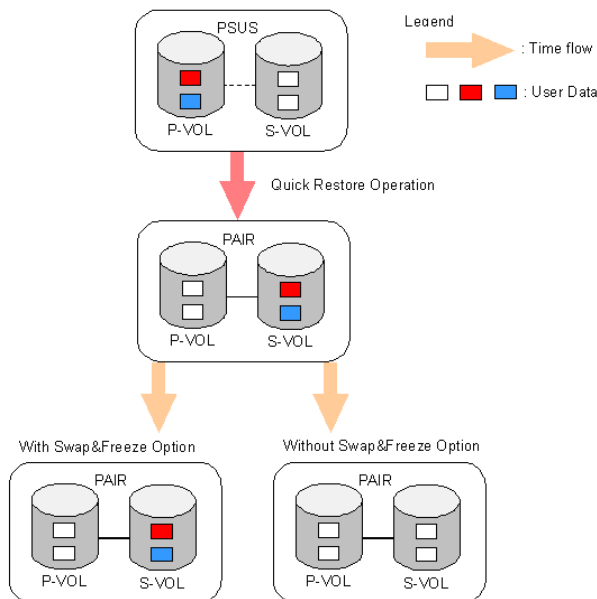 PSUS
P-VOL
S-VOL
Legend
: Time flow
: User Data
Quick Restore Operation
PAIR
P-VOL
S-VOL
With Swap&Freeze Option
PAIR
P-VOL
S-VOL
Without Swap&Freeze Option
PAIR
P-VOL
S-VOL